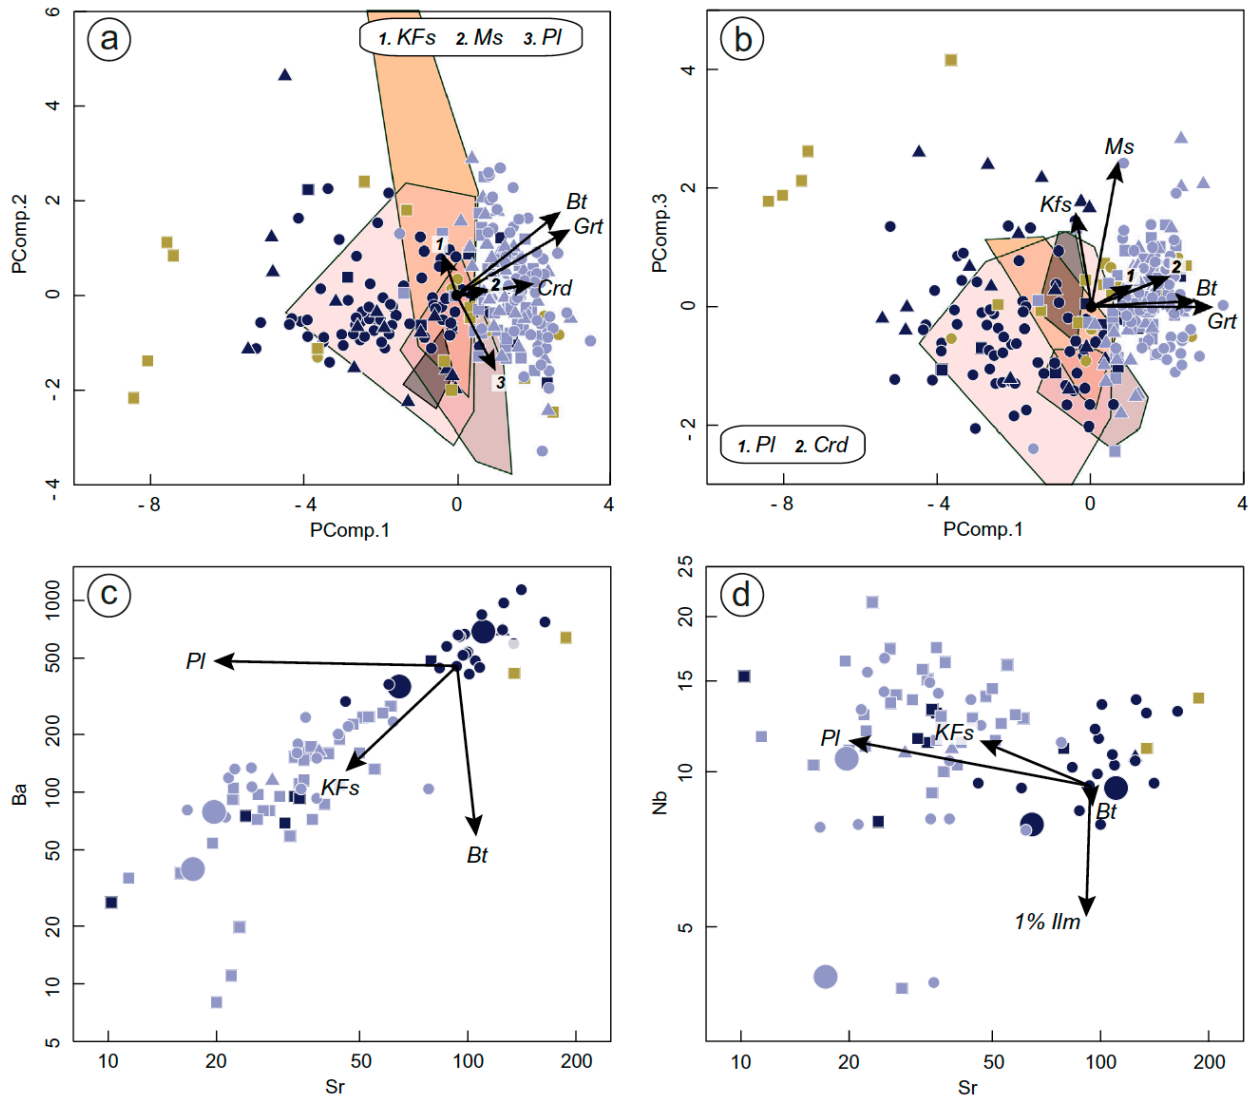 a
1. KFs 2. Ms 3. Pl
6
4
2
0
- 2
- 4
PComp.2
Bt
Grt
Crd
1
2
3
- 8
- 4
0
4
PComp.1
b
4
2
0
- 2
PComp.3
Ms
Kfs
1
2
Bt
Grt
1. Pl 2. Crd
- 8
- 4
0
4
PComp.1
c
1000
500
200
100
50
20
10
5
Ba
Pl
KFs
Bt
10
20
50
100
200
Sr
d
25
20
15
10
5
Nb
Pl
KFs
Bt
1% Ilm
10
20
50
100
200
Sr